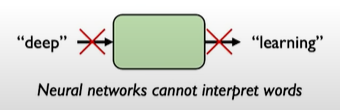 “deep” “learning”
Neural networks cannot interpret words